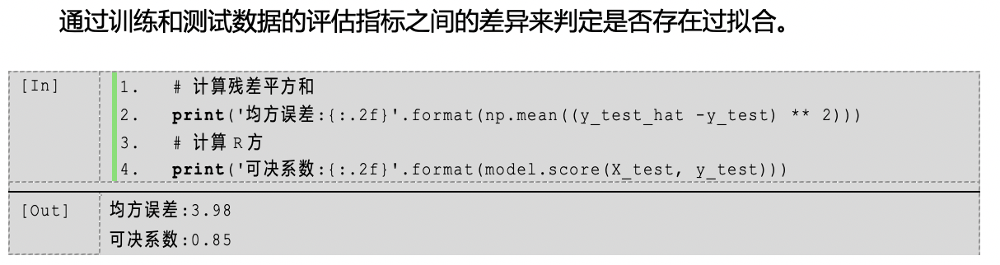 通过训练和测试数据的评估指标之间的差异来判定是否存在过拟合。
[In] 1. # 计算残差平方和
2. print('均方误差:{:.2f}'.format(np.mean((y_test_hat -y_test) ** 2)))
3. # 计算 R 方
4. print('可决系数:{:.2f}'.format(model.score(X_test, y_test)))
[Out] 均方误差:3.98
可决系数:0.85